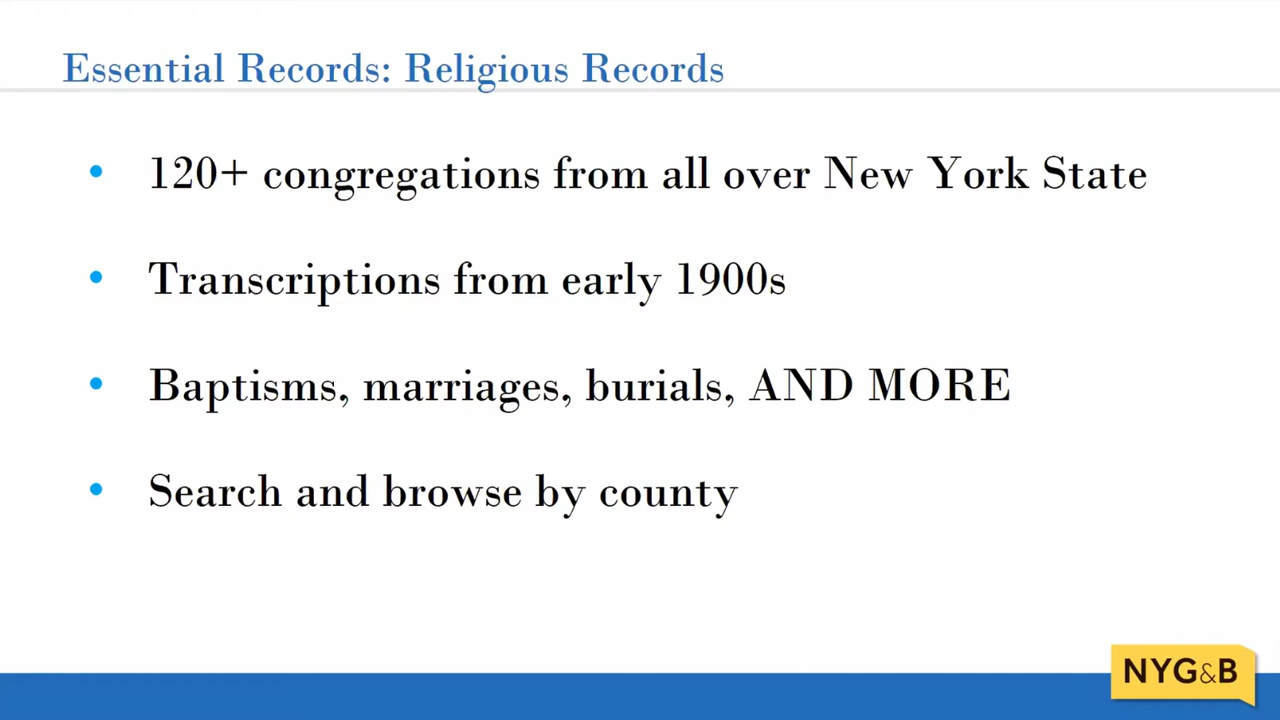 Essential Records: Religious Records
• 120+ congregations from all over New York State
• Transcriptions from early 1900s
• Baptisms, marriages, burials, AND MORE
• Search and browse by county
NYG&B